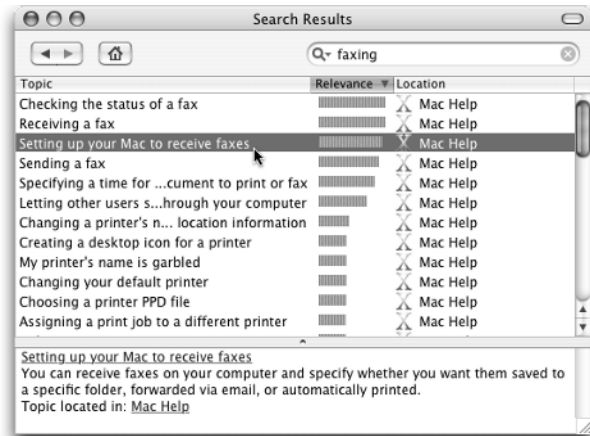 Search Results
faxing
Topic Relevance Location
Checking the status of a fax Mac Help
Receiving a fax Mac Help
Setting up your Mac to receive faxes Mac Help
Sending a fax Mac Help
Specifying a time for ...cument to print or fax Mac Help
Letting other users s...hrough your computer Mac Help
Changing a printer's n... location information Mac Help
Creating a desktop icon for a printer Mac Help
My printer's name is garbled Mac Help
Changing your default printer Mac Help
Choosing a printer PPD file Mac Help
Assigning a print job to a different printer Mac Help
Setting up your Mac to receive faxes
You can receive faxes on your computer and specify whether you want them saved to
a specific folder, forwarded via email, or automatically printed.
Topic located in: Mac Help